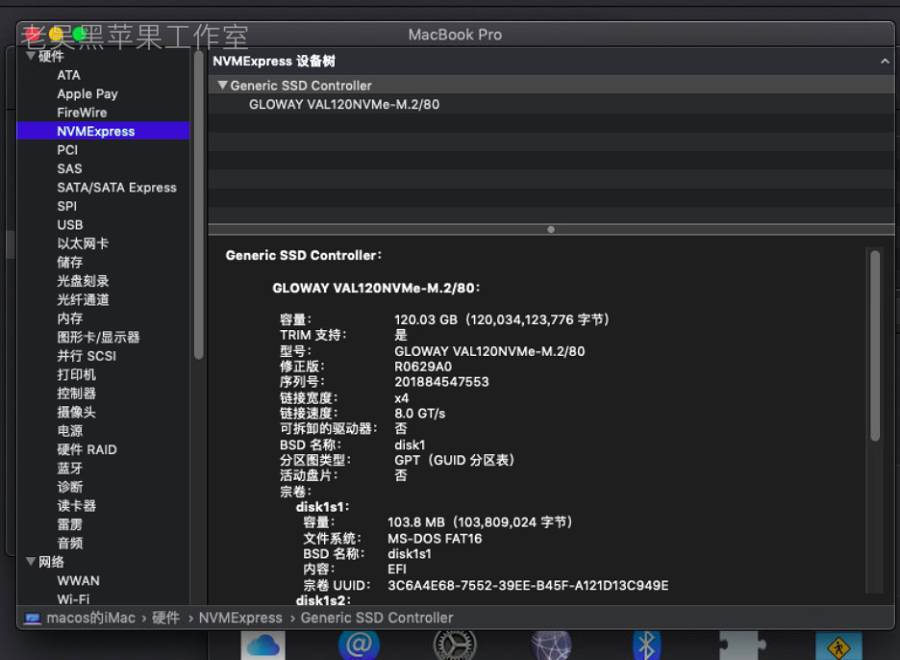 老吴黑苹果工作室
MacBook Pro
硬件
ATA
Apple Pay
FireWire
NVMExpress
PCI
SAS
SATA/SATA Express
SPI
USB
以太网卡
储存
光盘刻录
光纤通道
内存
图形卡/显示器
并行 SCSI
打印机
控制器
摄像头
电源
硬件 RAID
蓝牙
诊断
读卡器
雷雳
音频
网络
WWAN
Wi-Fi
NVMExpress 设备树
Generic SSD Controller
GLOWAY VAL120NVMe-M.2/80
Generic SSD Controller：
GLOWAY VAL120NVMe-M.2/80：
容量： 120.03 GB（120,034,123,776 字节）
TRIM 支持： 是
型号： GLOWAY VAL120NVMe-M.2/80
修正版： R0629A0
序列号： 201884547553
链接宽度： x4
链接速度： 8.0 GT/s
可拆卸的驱动器： 否
BSD 名称： disk1
分区图类型： GPT（GUID 分区表）
活动盘片： 否
宗卷：
disk1s1：
容量： 103.8 MB（103,809,024 字节）
文件系统： MS-DOS FAT16
BSD 名称： disk1s1
内容： EFI
宗卷 UUID： 3C6A4E68-7552-39EE-B45F-A121D13C949E
disk1s2：
macos的iMac › 硬件 › NVMExpress › Generic SSD Controller